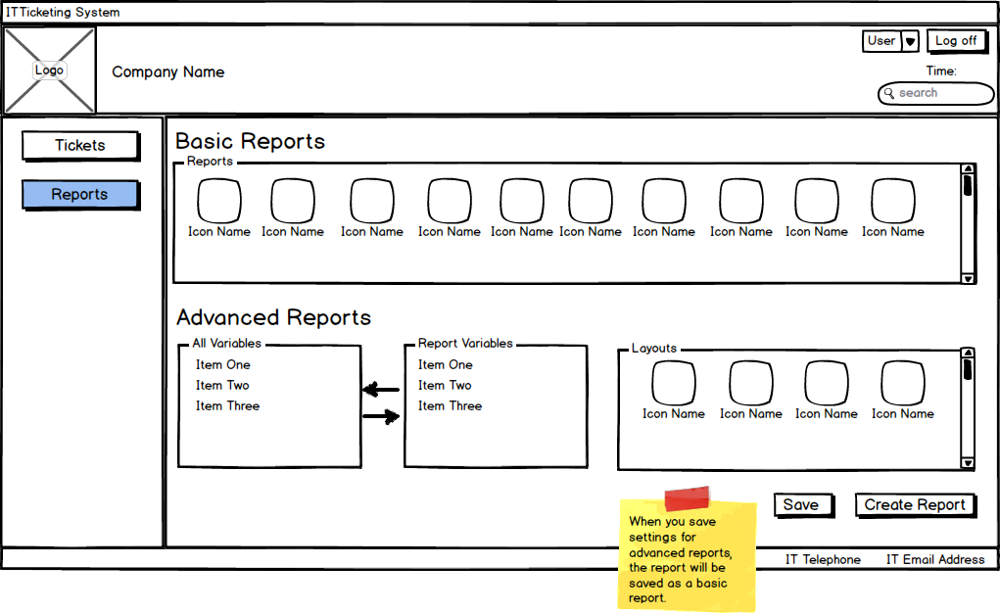 IT Ticketing System
User
Log off
Logo
Company Name
Time:
search
Tickets
Reports
Basic Reports
Reports
Icon Name Icon Name Icon Name Icon Name Icon Name Icon Name Icon Name Icon Name Icon Name Icon Name
Advanced Reports
All Variables
Item One
Item Two
Item Three
Report Variables
Item One
Item Two
Item Three
Layouts
Icon Name Icon Name Icon Name Icon Name
Save
Create Report
When you save
settings for
advanced reports,
the report will be
saved as a basic
report.
IT Telephone
IT Email Address